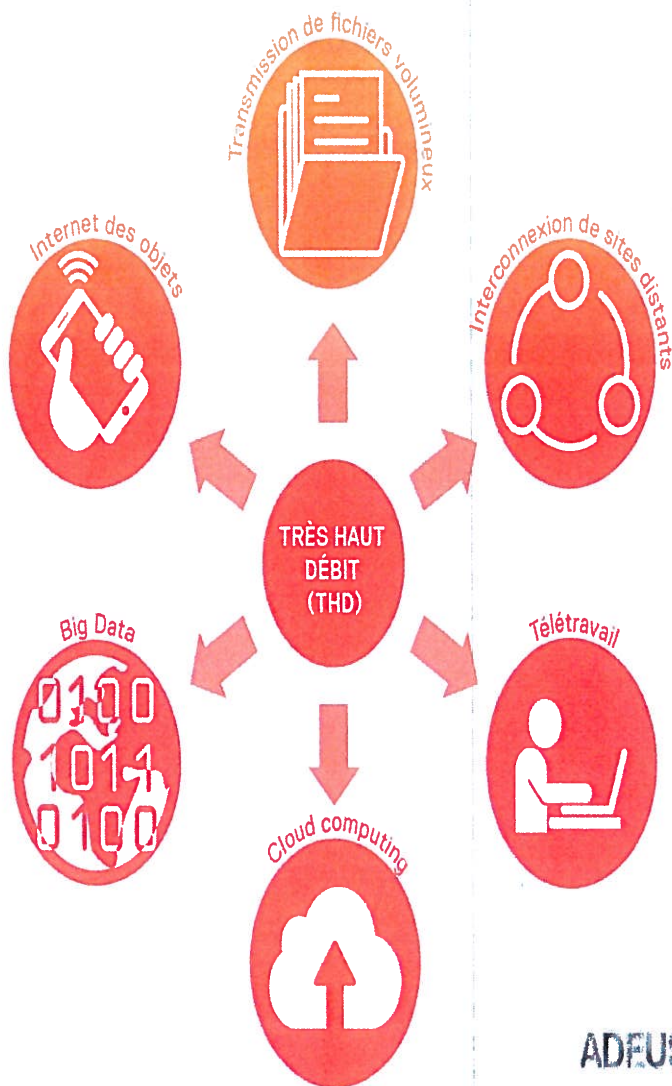 Transmission de fichiers volumineux
Internet des objets
Interconnexion de sites distants
TRÈS HAUT
DÉBIT
(THD)
Big Data
0100
1011
0100
Télétravail
Cloud computing
ADEUS